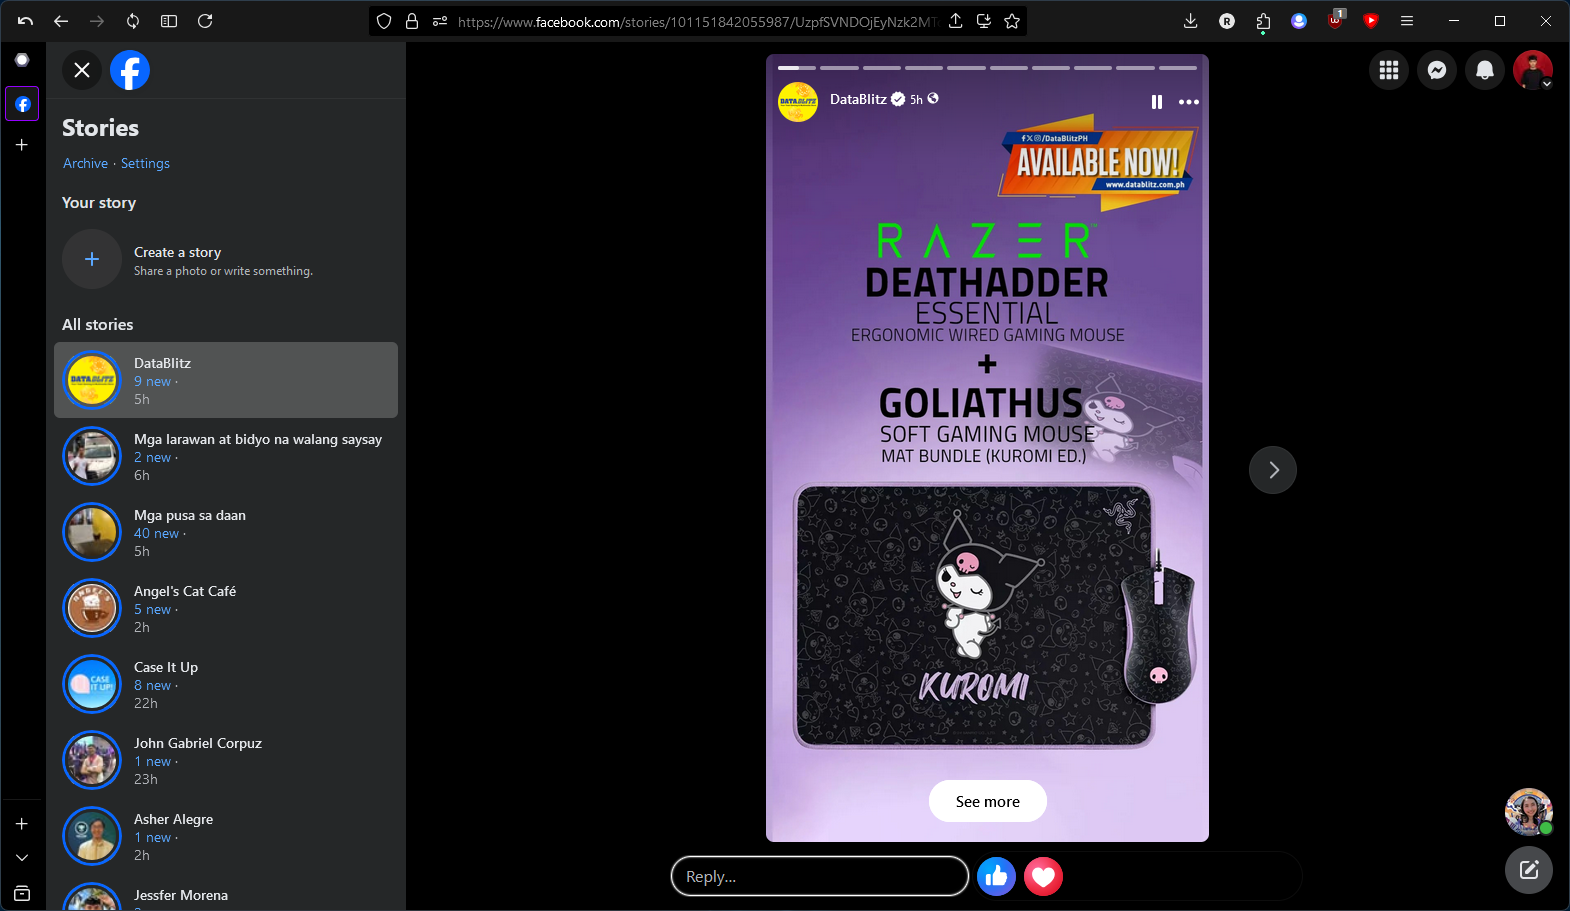 https://www.facebook.com/stories/101151842055987/UzpfSVNDOjEyNzk2MT
R
1
Stories
Archive · Settings
Your story
Create a story
Share a photo or write something.
All stories
DataBlitz
9 new ·
5h
Mga larawan at bidyo na walang saysay
2 new ·
6h
Mga pusa sa daan
40 new ·
5h
Angel's Cat Café
5 new ·
2h
Case It Up
8 new ·
22h
John Gabriel Corpuz
1 new ·
23h
Asher Alegre
1 new ·
2h
Jessfer Morena
DATABLITZ
DataBlitz 5h
/DataBlitzPH
AVAILABLE NOW!
www.datablitz.com.ph
RAZER
DEATHADDER
ESSENTIAL
ERGONOMIC WIRED GAMING MOUSE
+
GOLIATHUS
SOFT GAMING MOUSE
MAT BUNDLE (KUROMI ED.)
KUROMI
See more
Reply...